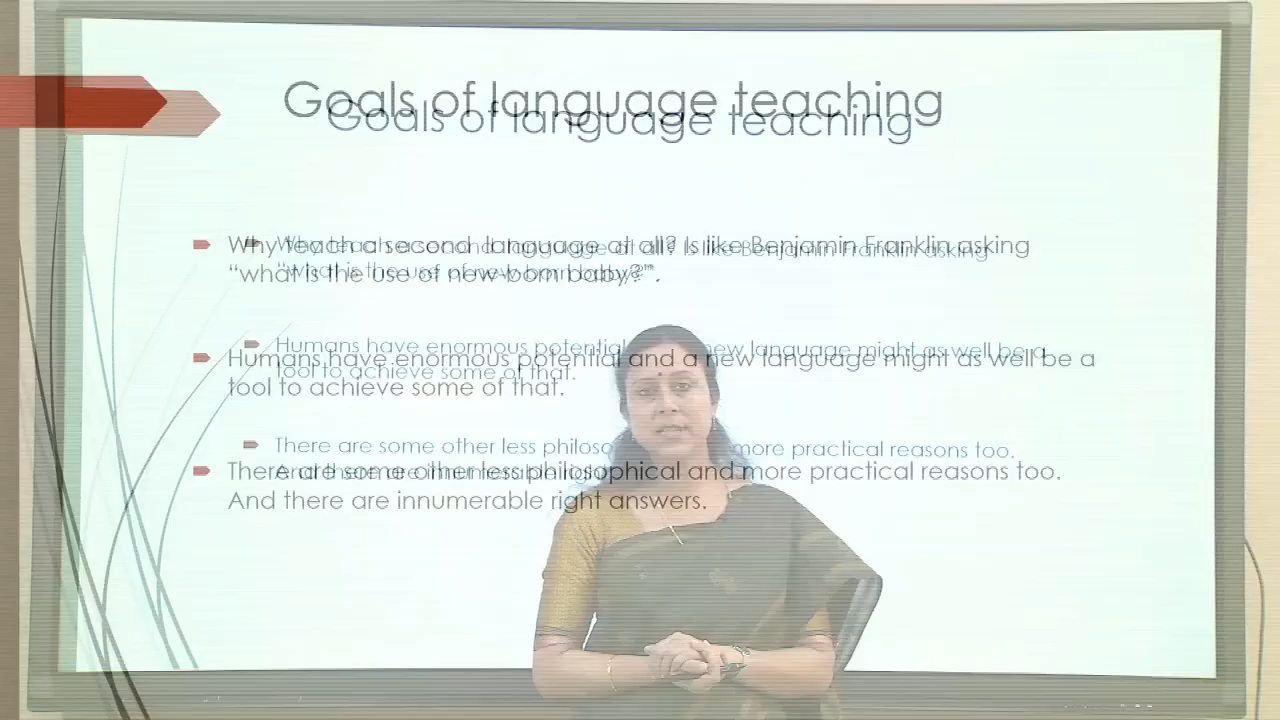 Goals of language teaching
Why teach a second language at all? Is like Benjamin Franklin asking
“what is the use of new-born baby?”.
Humans have enormous potential and a new language might as well be a
tool to achieve some of that.
There are some other less philosophical and more practical reasons too.
And there are innumerable right answers.